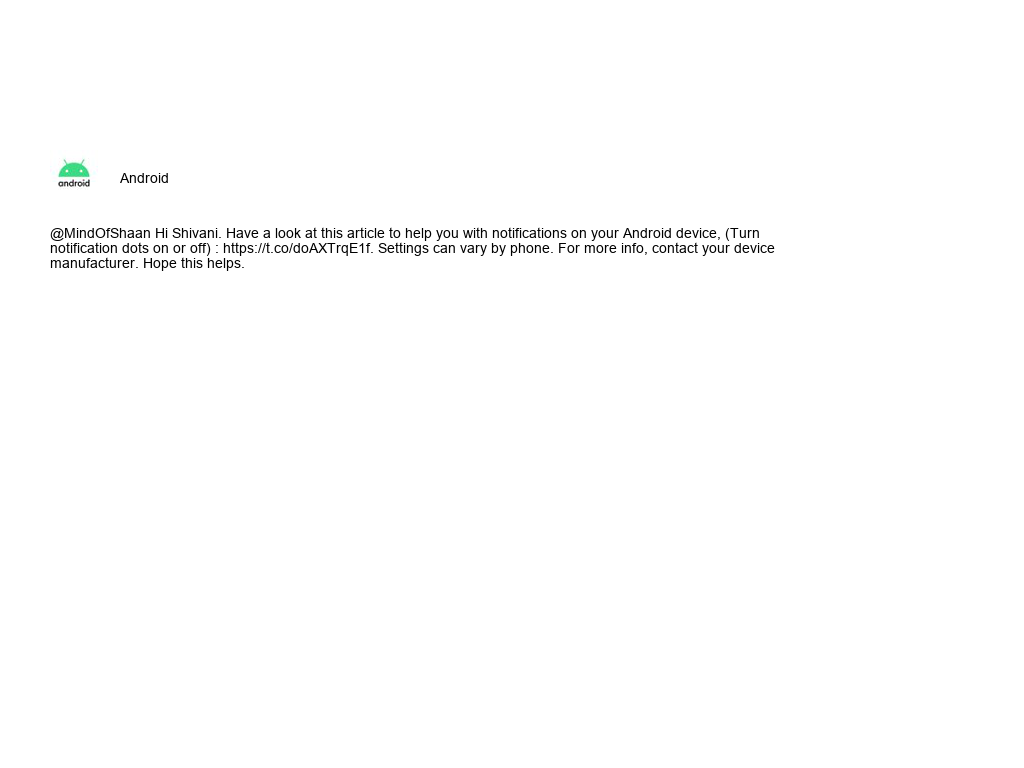 android
Android
@MindOfShaan Hi Shivani. Have a look at this article to help you with notifications on your Android device, (Turn
notification dots on or off) : https://t.co/doAXTrqE1f. Settings can vary by phone. For more info, contact your device
manufacturer. Hope this helps.